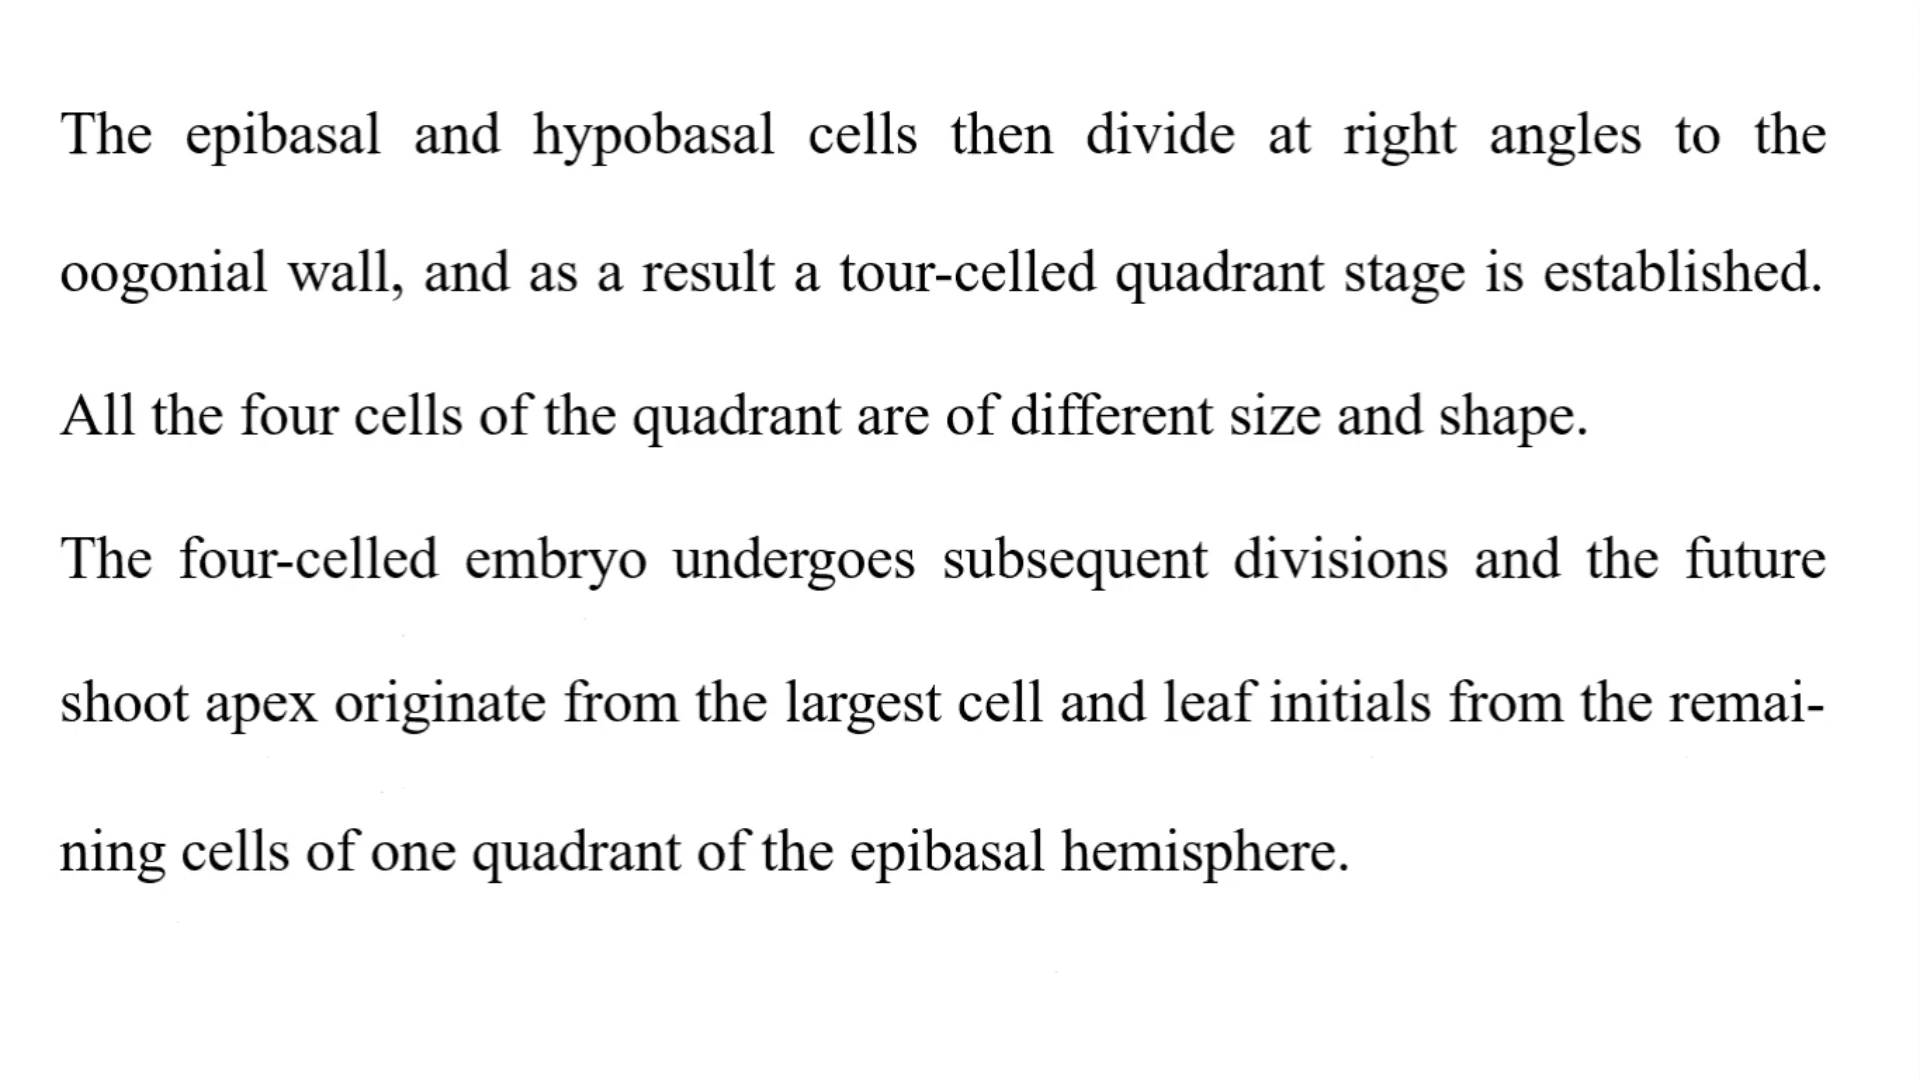 The epibasal and hypobasal cells then divide at right angles to the
oogonial wall, and as a result a tour-celled quadrant stage is established.
All the four cells of the quadrant are of different size and shape.
The four-celled embryo undergoes subsequent divisions and the future
shoot apex originate from the largest cell and leaf initials from the remai-
ning cells of one quadrant of the epibasal hemisphere.